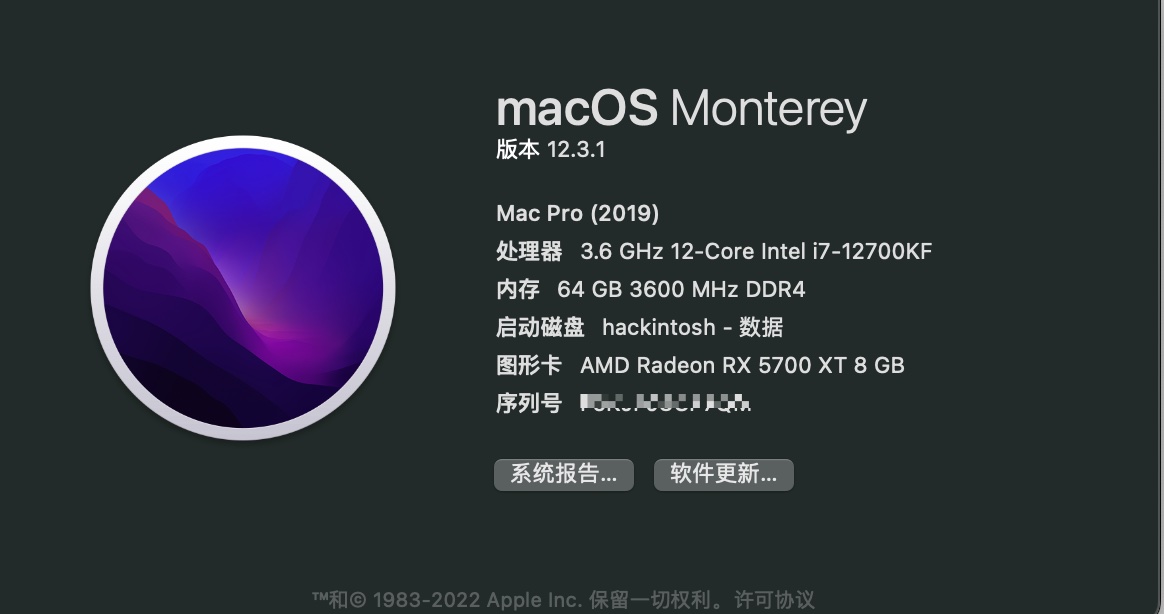 macOS Monterey
版本 12.3.1
Mac Pro (2019)
处理器 3.6 GHz 12-Core Intel i7-12700KF
内存 64 GB 3600 MHz DDR4
启动磁盘 hackintosh - 数据
图形卡 AMD Radeon RX 5700 XT 8 GB
序列号
系统报告... 软件更新...
™和© 1983-2022 Apple Inc. 保留一切权利。许可协议